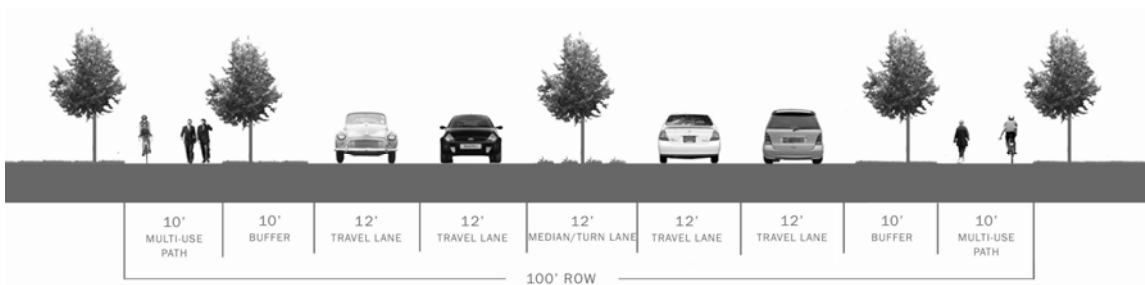 10' 10' 12' 12' 12' 12' 12' 10' 10'
MULTI-USE BUFFER TRAVEL LANE TRAVEL LANE MEDIAN/TURN LANE TRAVEL LANE TRAVEL LANE BUFFER MULTI-USE
PATH PATH
100' ROW